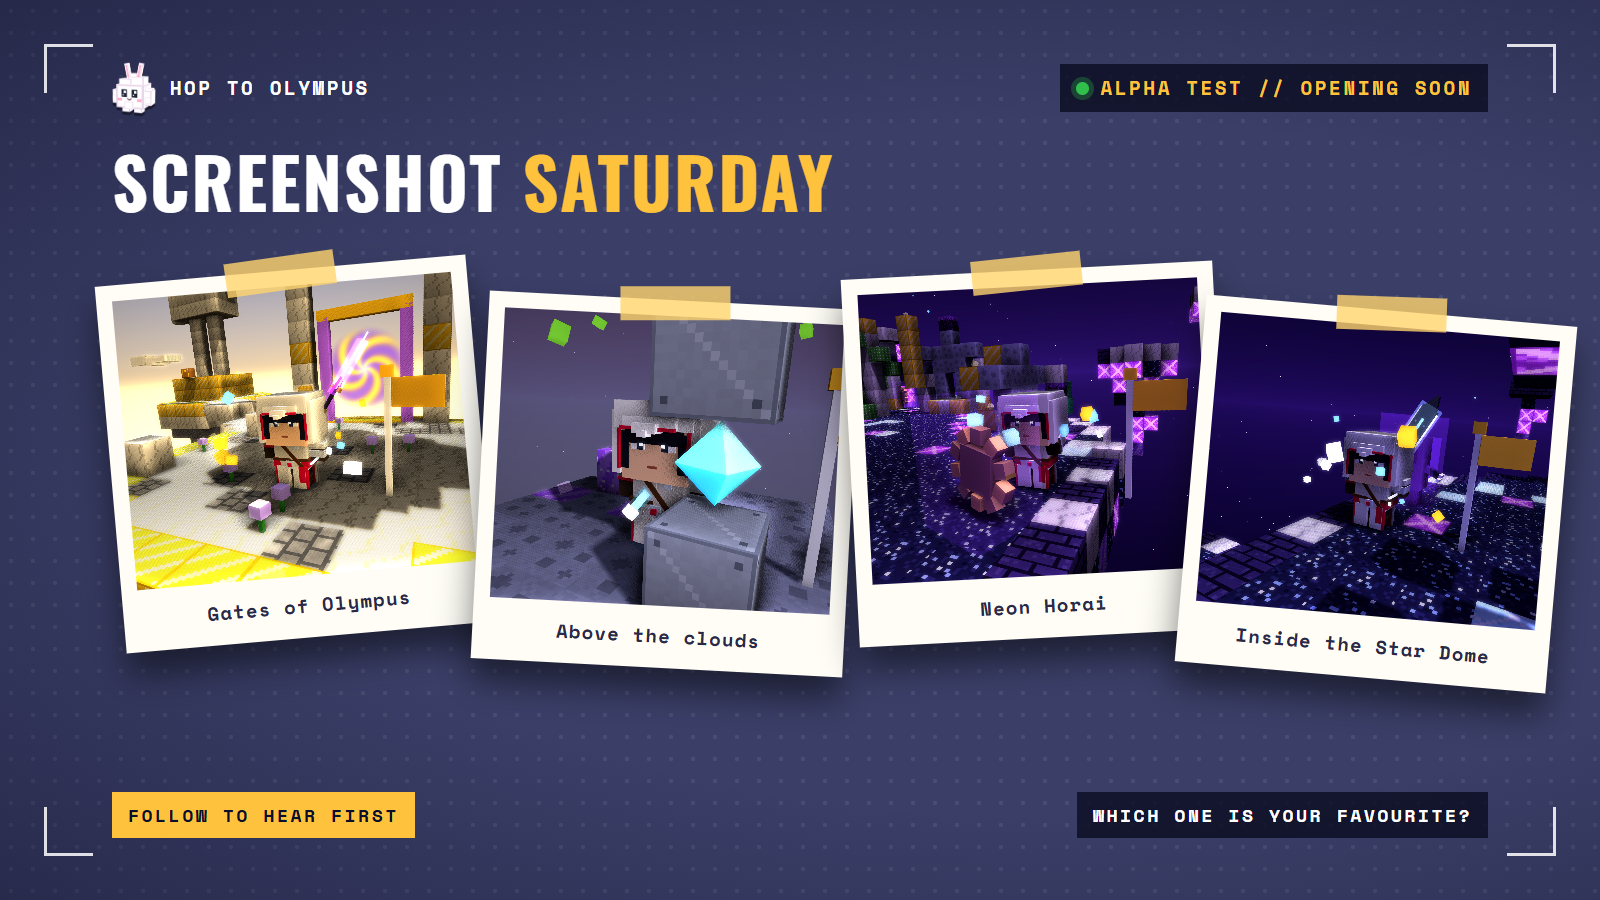 HOP TO OLYMPUS
ALPHA TEST // OPENING SOON
SCREENSHOT SATURDAY
Gates of Olympus
Above the clouds
Neon Horai
Inside the Star Dome
FOLLOW TO HEAR FIRST
WHICH ONE IS YOUR FAVOURITE?